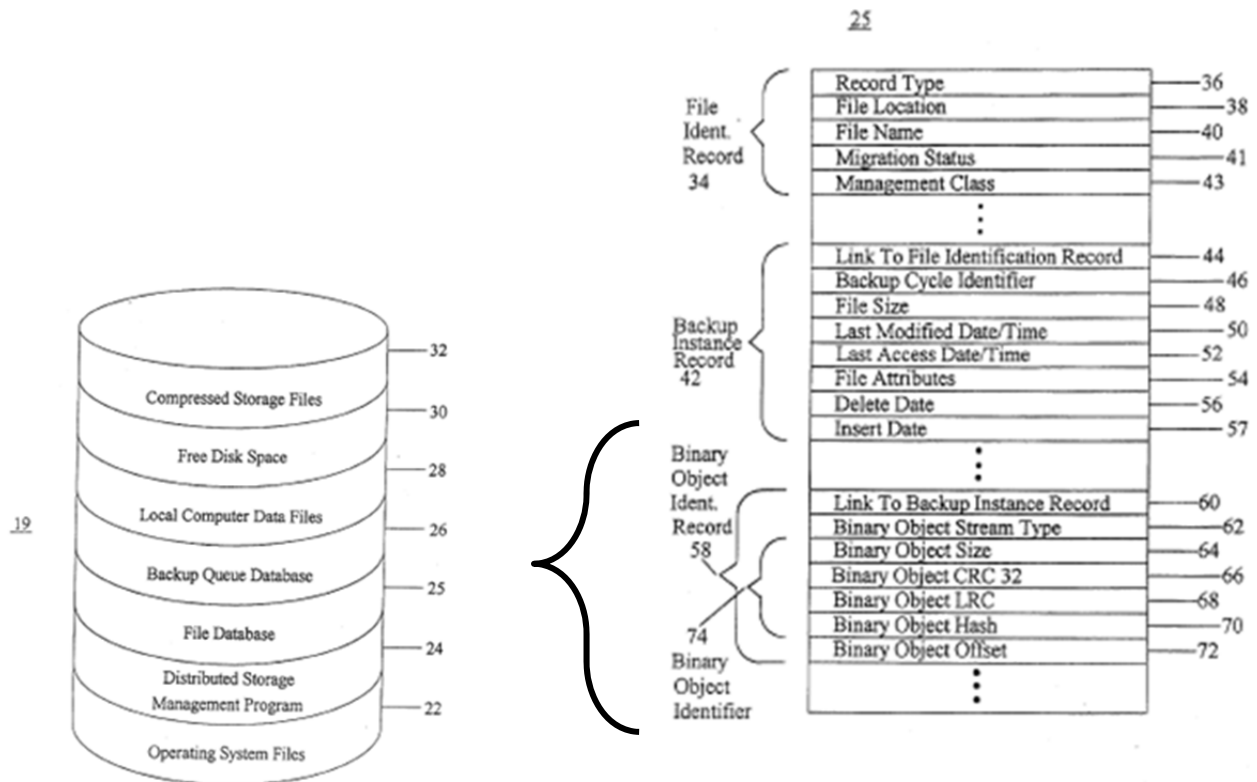 25
File
Ident.
Record
34
Record Type
36
File Location
38
File Name
40
Migration Status
41
Management Class
43
Backup
Instance
Record
42
Link To File Identification Record
44
Backup Cycle Identifier
46
File Size
48
Last Modified Date/Time
50
Last Access Date/Time
52
File Attributes
54
Delete Date
56
Insert Date
57
Binary
Object
Ident.
Record
58
74
Binary
Object
Identifier
Link To Backup Instance Record
60
Binary Object Stream Type
62
Binary Object Size
64
Binary Object CRC 32
66
Binary Object LRC
68
Binary Object Hash
70
Binary Object Offset
72
19
32
Compressed Storage Files
30
Free Disk Space
28
Local Computer Data Files
26
Backup Queue Database
25
File Database
24
Distributed Storage
Management Program
22
Operating System Files